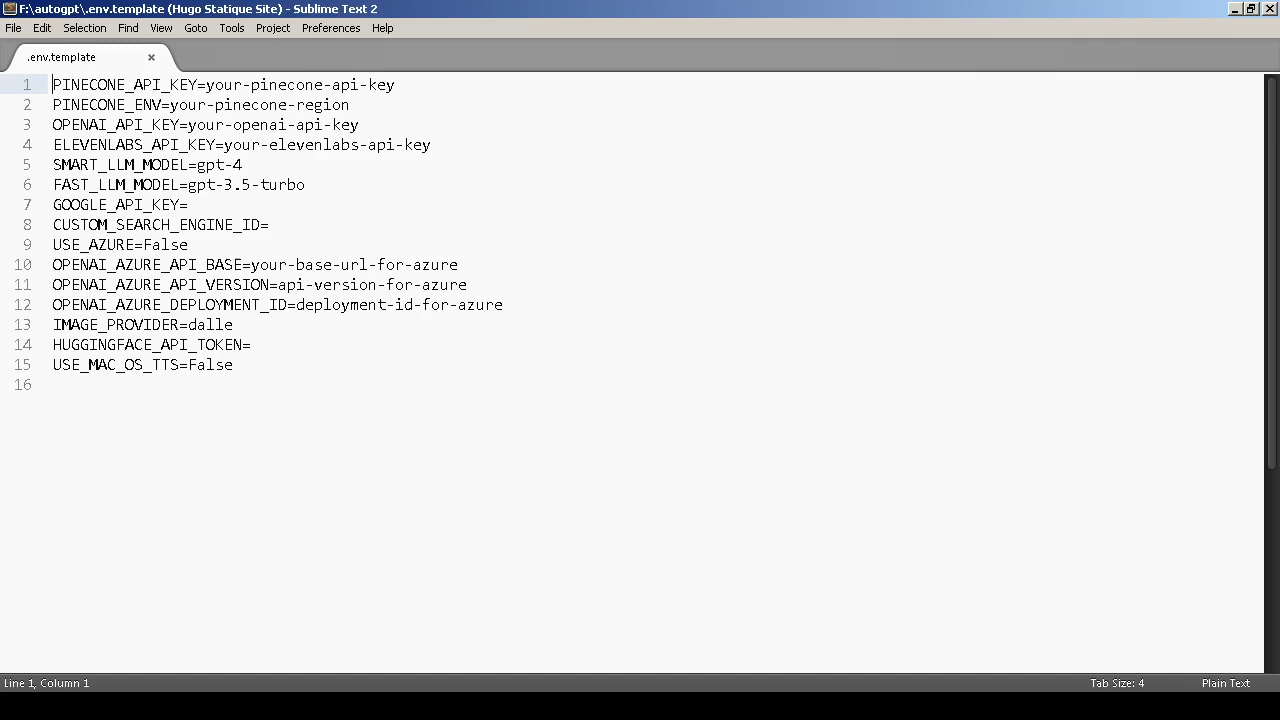 F:\autogpt\.env.template (Hugo Statique Site) - Sublime Text 2
File Edit Selection Find View Goto Tools Project Preferences Help
.env.template ×
1 PINECONE_API_KEY=your-pinecone-api-key
2 PINECONE_ENV=your-pinecone-region
3 OPENAI_API_KEY=your-openai-api-key
4 ELEVENLABS_API_KEY=your-elevenlabs-api-key
5 SMART_LLM_MODEL=gpt-4
6 FAST_LLM_MODEL=gpt-3.5-turbo
7 GOOGLE_API_KEY=
8 CUSTOM_SEARCH_ENGINE_ID=
9 USE_AZURE=False
10 OPENAI_AZURE_API_BASE=your-base-url-for-azure
11 OPENAI_AZURE_API_VERSION=api-version-for-azure
12 OPENAI_AZURE_DEPLOYMENT_ID=deployment-id-for-azure
13 IMAGE_PROVIDER=dalle
14 HUGGINGFACE_API_TOKEN=
15 USE_MAC_OS_TTS=False
16
Line 1, Column 1 Tab Size: 4 Plain Text